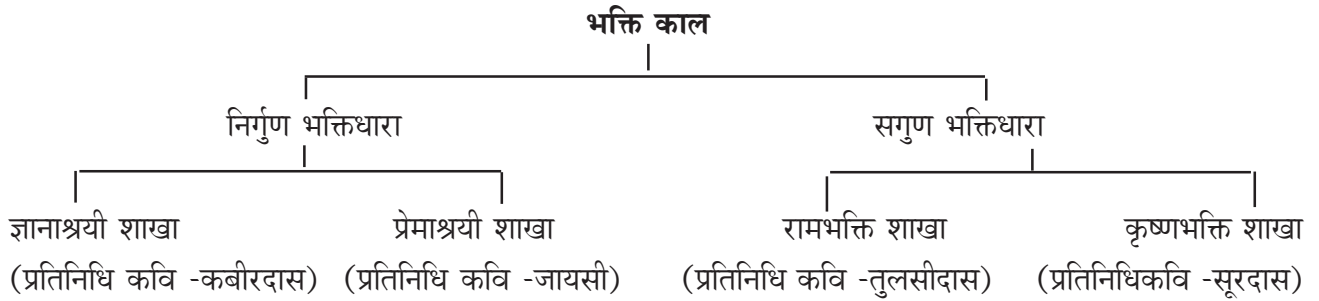 भक्ति काल
निर्गुण भक्तिधारा सगुण भक्तिधारा
ज्ञानाश्रयी शाखा प्रेमाश्रयी शाखा रामभक्ति शाखा कृष्णभक्ति शाखा
(प्रतिनिधि कवि -कबीरदास) (प्रतिनिधि कवि -जायसी) (प्रतिनिधि कवि -तुलसीदास) (प्रतिनिधिकवि -सूरदास)